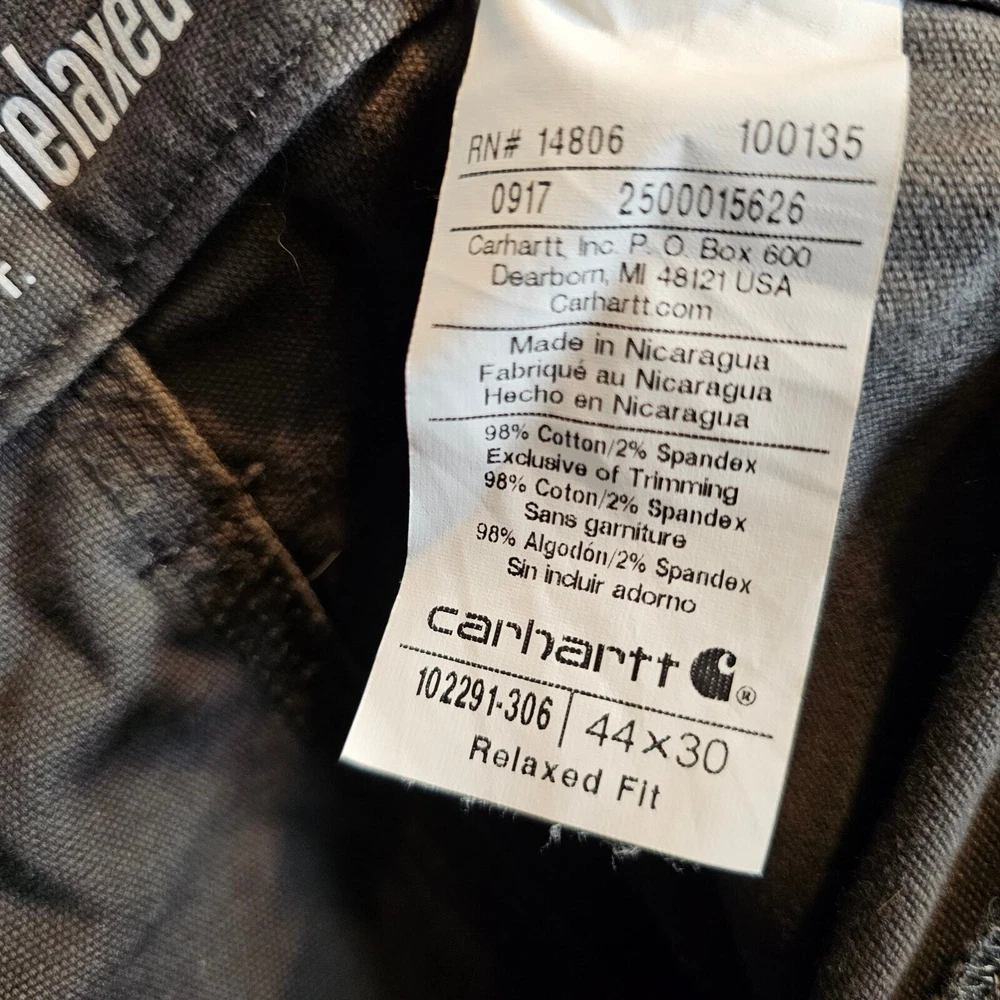 relaxed
F.
RN# 14806 100135
0917 2500015626
Carhartt, Inc. P. O. Box 600
Dearborn, MI 48121 USA
Carhartt.com
Made in Nicaragua
Fabriqué au Nicaragua
Hecho en Nicaragua
98% Cotton/2% Spandex
Exclusive of Trimming
98% Coton/2% Spandex
Sans garniture
98% Algodón/2% Spandex
Sin incluir adorno
carhartt ®
102291-306 | 44x30
Relaxed Fit